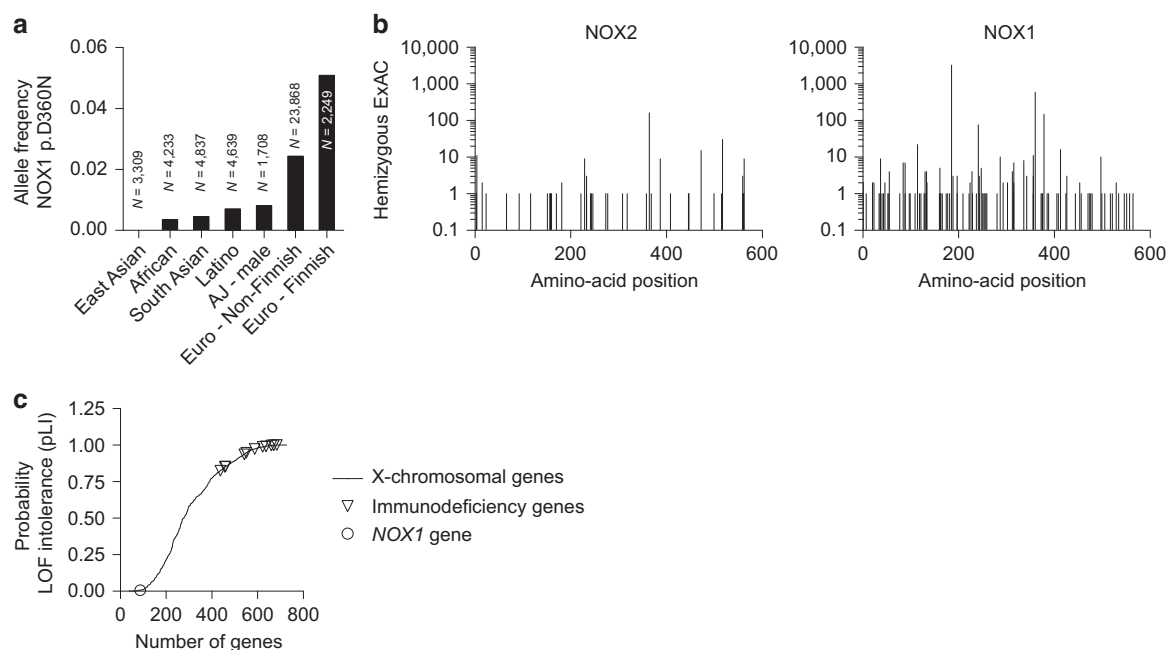 a
Allele freqency
NOX1 p.D360N
0.06
0.04
0.02
0.00
N = 3,309
N = 4,233
N = 4,837
N = 4,639
N = 1,708
N = 23,868
N = 2,249
East Asian
African
South Asian
Latino
AJ - male
Euro - Non-Finnish
Euro - Finnish
b
NOX2
Hemizygous ExAC
10,000
1,000
100
10
1
0.1
0
200
400
600
Amino-acid position
NOX1
10,000
1,000
100
10
1
0.1
0
200
400
600
Amino-acid position
c
Probability
LOF intolerance (pLI)
1.25
1.00
0.75
0.50
0.25
0.00
0
200
400
600
800
Number of genes
X-chromosomal genes
Immunodeficiency genes
NOX1 gene